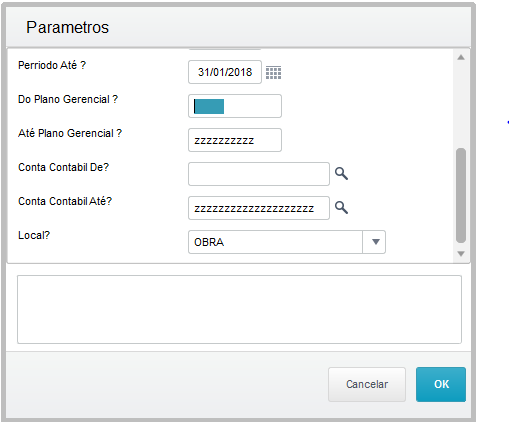 Parametros
Perriodo Até ?
31/01/2018
Do Plano Gerencial ?
Até Plano Gerencial ?
zzzzzzzzzz
Conta Contabil De?
Conta Contabil Até?
zzzzzzzzzzzzzzzzzzzz
Local?
OBRA
Cancelar
OK